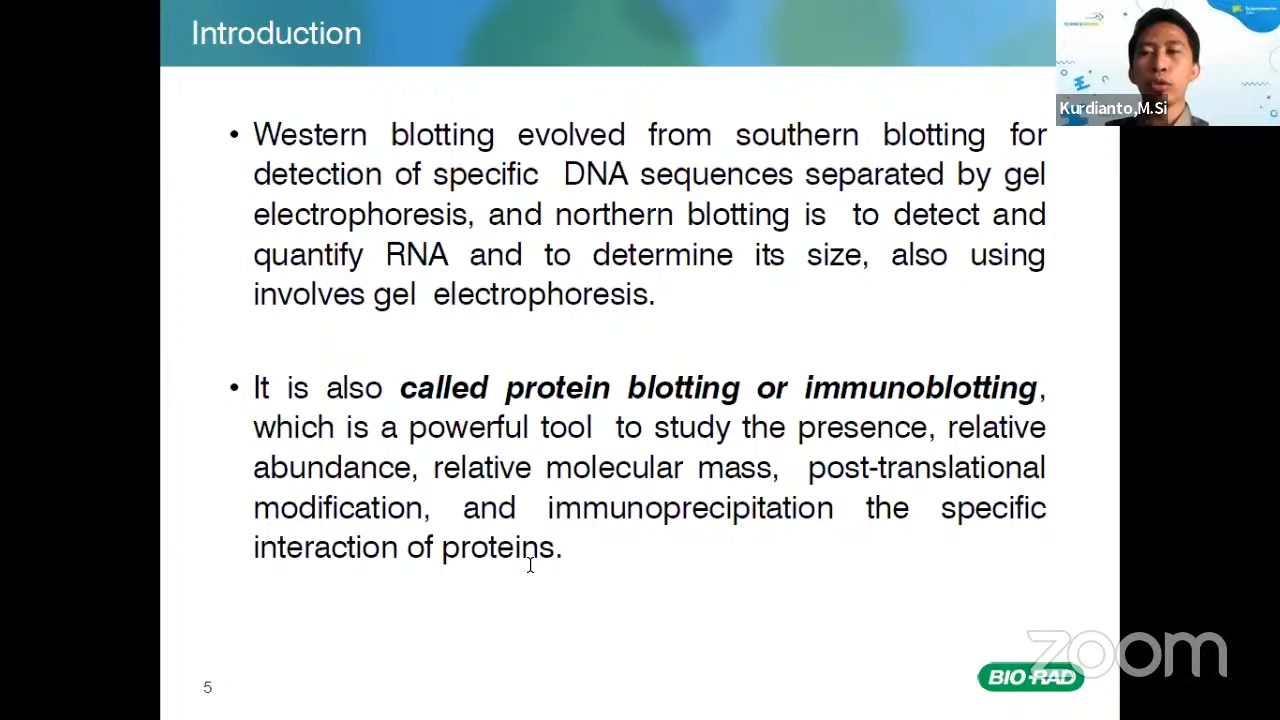 Introduction
Kurdianto,M.Si
• Western blotting evolved from southern blotting for
detection of specific DNA sequences separated by gel
electrophoresis, and northern blotting is to detect and
quantify RNA and to determine its size, also using
involves gel electrophoresis.
• It is also called protein blotting or immunoblotting,
which is a powerful tool to study the presence, relative
abundance, relative molecular mass, post-translational
modification, and immunoprecipitation the specific
interaction of proteins.
zoom
BIO-RAD
5